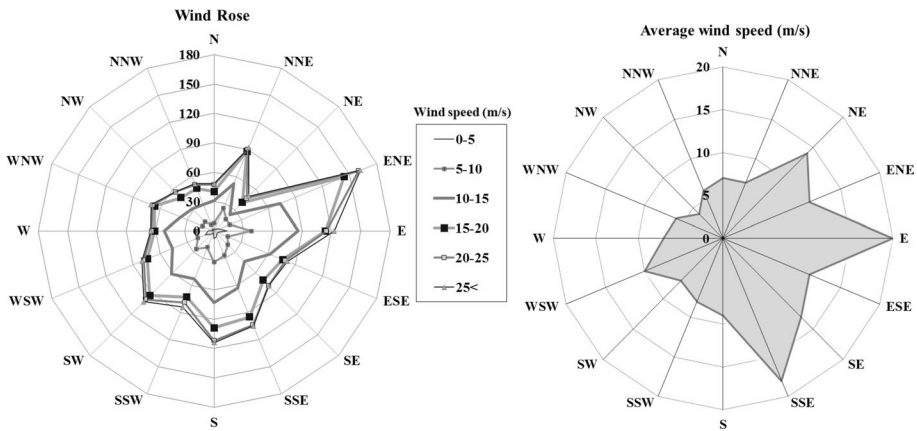 Wind Rose
N
NNE
NE
ENE
E
ESE
SE
SSE
S
SSW
SW
WSW
W
WNW
NW
NNW
180
150
120
90
60
30
0
Wind speed (m/s)
0-5
5-10
10-15
15-20
20-25
25<
Average wind speed (m/s)
N
NNE
NE
ENE
E
ESE
SE
SSE
S
SSW
SW
WSW
W
WNW
NW
NNW
20
15
10
5
0